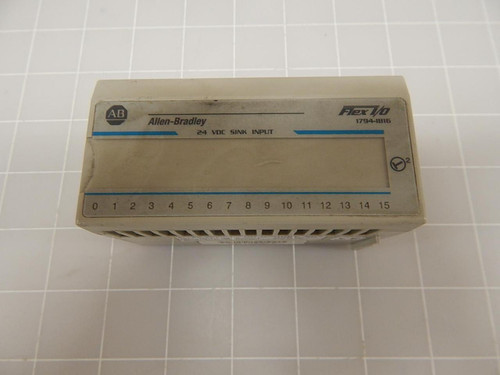 AB
Allen-Bradley
Flex I/O
24 VDC SINK INPUT
1794-IB16
2
0 1 2 3 4 5 6 7 8 9 10 11 12 13 14 15